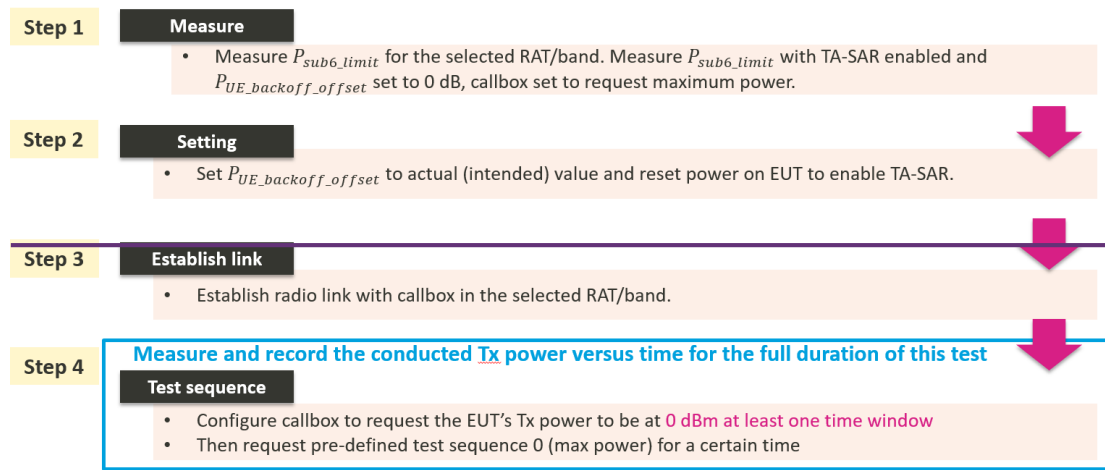 Step 1
Measure
• Measure P_sub6_limit for the selected RAT/band. Measure P_sub6_limit with TA-SAR enabled and
P_UE_backoff_offset set to 0 dB, callbox set to request maximum power.
Step 2
Setting
• Set P_UE_backoff_offset to actual (intended) value and reset power on EUT to enable TA-SAR.
Step 3
Establish link
• Establish radio link with callbox in the selected RAT/band.
Step 4
Measure and record the conducted Tx power versus time for the full duration of this test
Test sequence
• Configure callbox to request the EUT’s Tx power to be at 0 dBm at least one time window
• Then request pre-defined test sequence 0 (max power) for a certain time